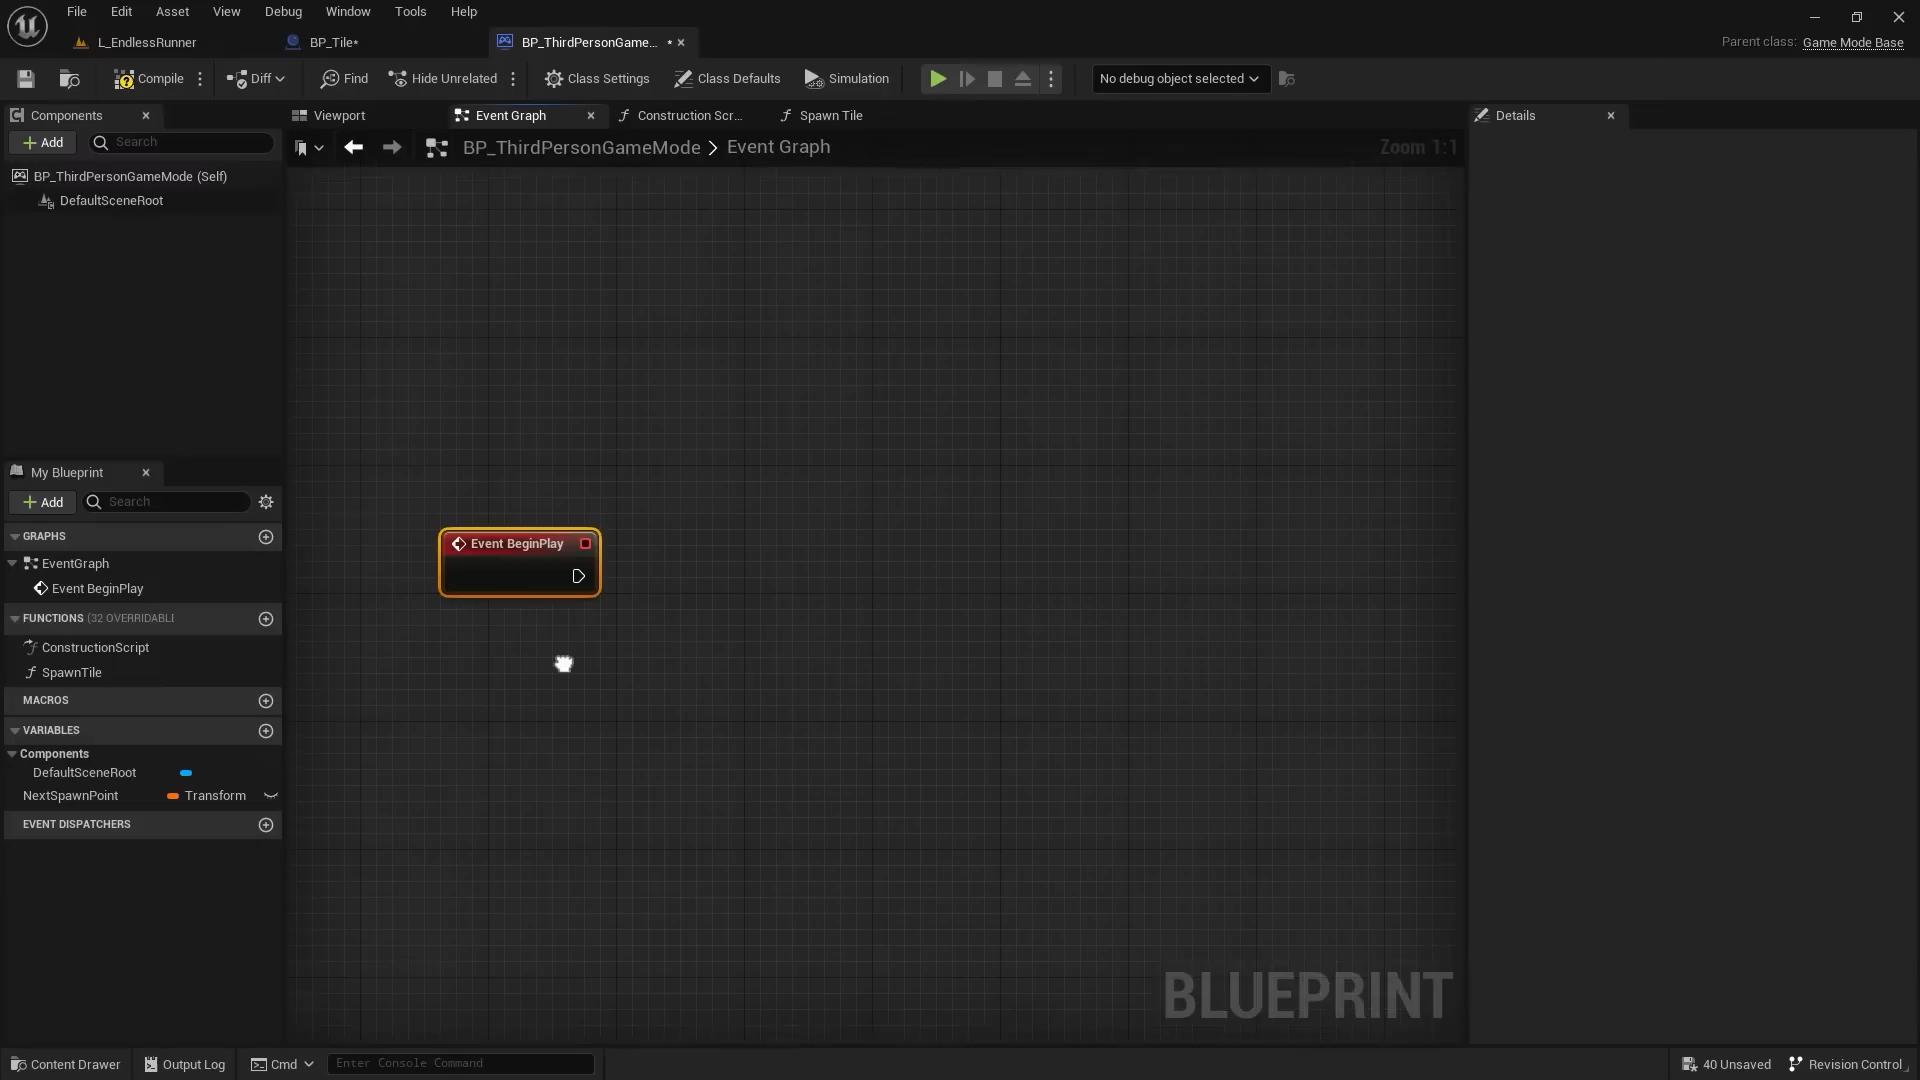 File Edit Asset View Debug Window Tools Help
L_EndlessRunner BP_Tile* BP_ThirdPersonGame... *
Parent class: Game Mode Base
Compile Diff Find Hide Unrelated Class Settings Class Defaults Simulation No debug object selected
Components
Viewport Event Graph Construction Scr... Spawn Tile
Details
Add Search
BP_ThirdPersonGameMode > Event Graph
Zoom 1:1
BP_ThirdPersonGameMode (Self)
DefaultSceneRoot
My Blueprint
Add Search
GRAPHS
EventGraph
Event BeginPlay
FUNCTIONS (32 OVERRIDABLE
ConstructionScript
SpawnTile
MACROS
VARIABLES
Components
DefaultSceneRoot
NextSpawnPoint Transform
EVENT DISPATCHERS
Event BeginPlay
BLUEPRINT
Content Drawer Output Log Cmd Enter Console Command
40 Unsaved Revision Control